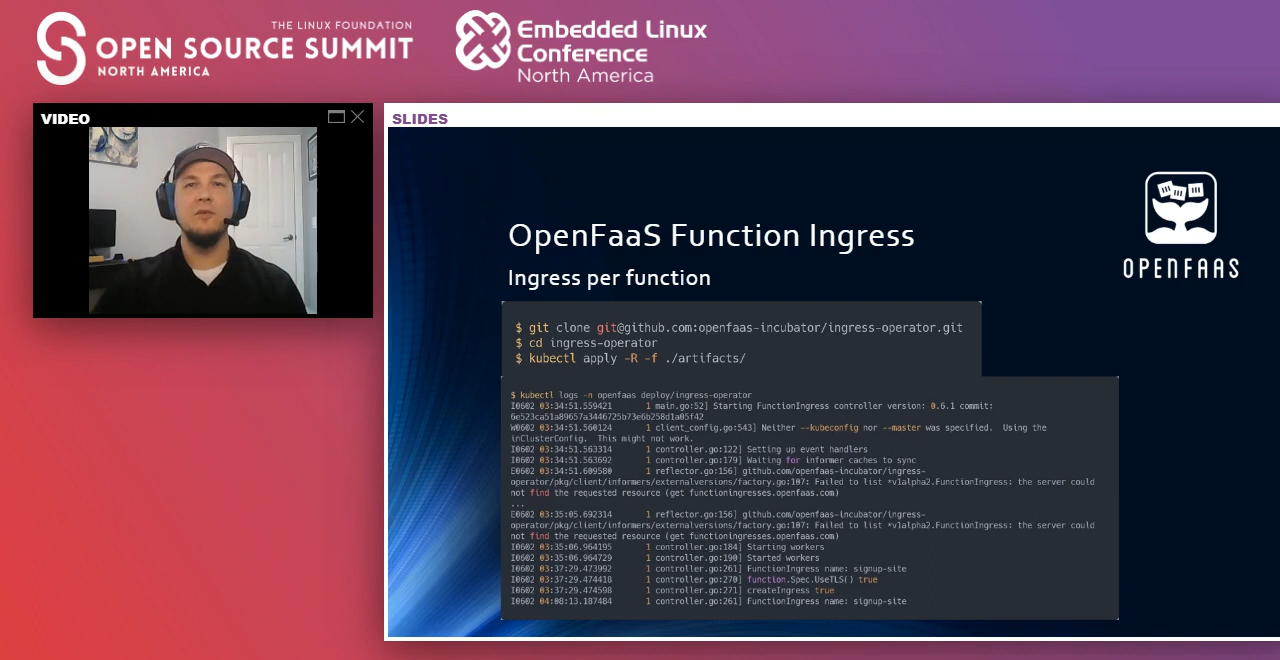 THE LINUX FOUNDATION
OPEN SOURCE SUMMIT
NORTH AMERICA
Embedded Linux
Conference
North America
VIDEO
SLIDES
OPENFAAS
OpenFaaS Function Ingress
Ingress per function
$ git clone git@github.com:openfaas-incubator/ingress-operator.git
$ cd ingress-operator
$ kubectl apply -R -f ./artifacts/
$ kubectl logs -n openfaas deploy/ingress-operator
I0602 03:34:51.559421 1 main.go:52] Starting FunctionIngress controller version: 0.6.1 commit:
6e523ca51a89657a3446725b73e6b258d1a05f42
W0602 03:34:51.560124 1 client_config.go:543] Neither --kubeconfig nor --master was specified. Using the
inClusterConfig. This might not work.
I0602 03:34:51.563314 1 controller.go:122] Setting up event handlers
I0602 03:34:51.563692 1 controller.go:179] Waiting for informer caches to sync
E0602 03:34:51.609580 1 reflector.go:156] github.com/openfaas-incubator/ingress-
operator/pkg/client/informers/externalversions/factory.go:107: Failed to list *v1alpha2.FunctionIngress: the server could
not find the requested resource (get functioningresses.openfaas.com)
...
E0602 03:35:05.692314 1 reflector.go:156] github.com/openfaas-incubator/ingress-
operator/pkg/client/informers/externalversions/factory.go:107: Failed to list *v1alpha2.FunctionIngress: the server could
not find the requested resource (get functioningresses.openfaas.com)
I0602 03:35:06.964195 1 controller.go:184] Starting workers
I0602 03:35:06.964729 1 controller.go:190] Started workers
I0602 03:37:29.473992 1 controller.go:261] FunctionIngress name: signup-site
I0602 03:37:29.474418 1 controller.go:270] function.Spec.UseTLS() true
I0602 03:37:29.474598 1 controller.go:271] createIngress true
I0602 04:08:13.187484 1 controller.go:261] FunctionIngress name: signup-site